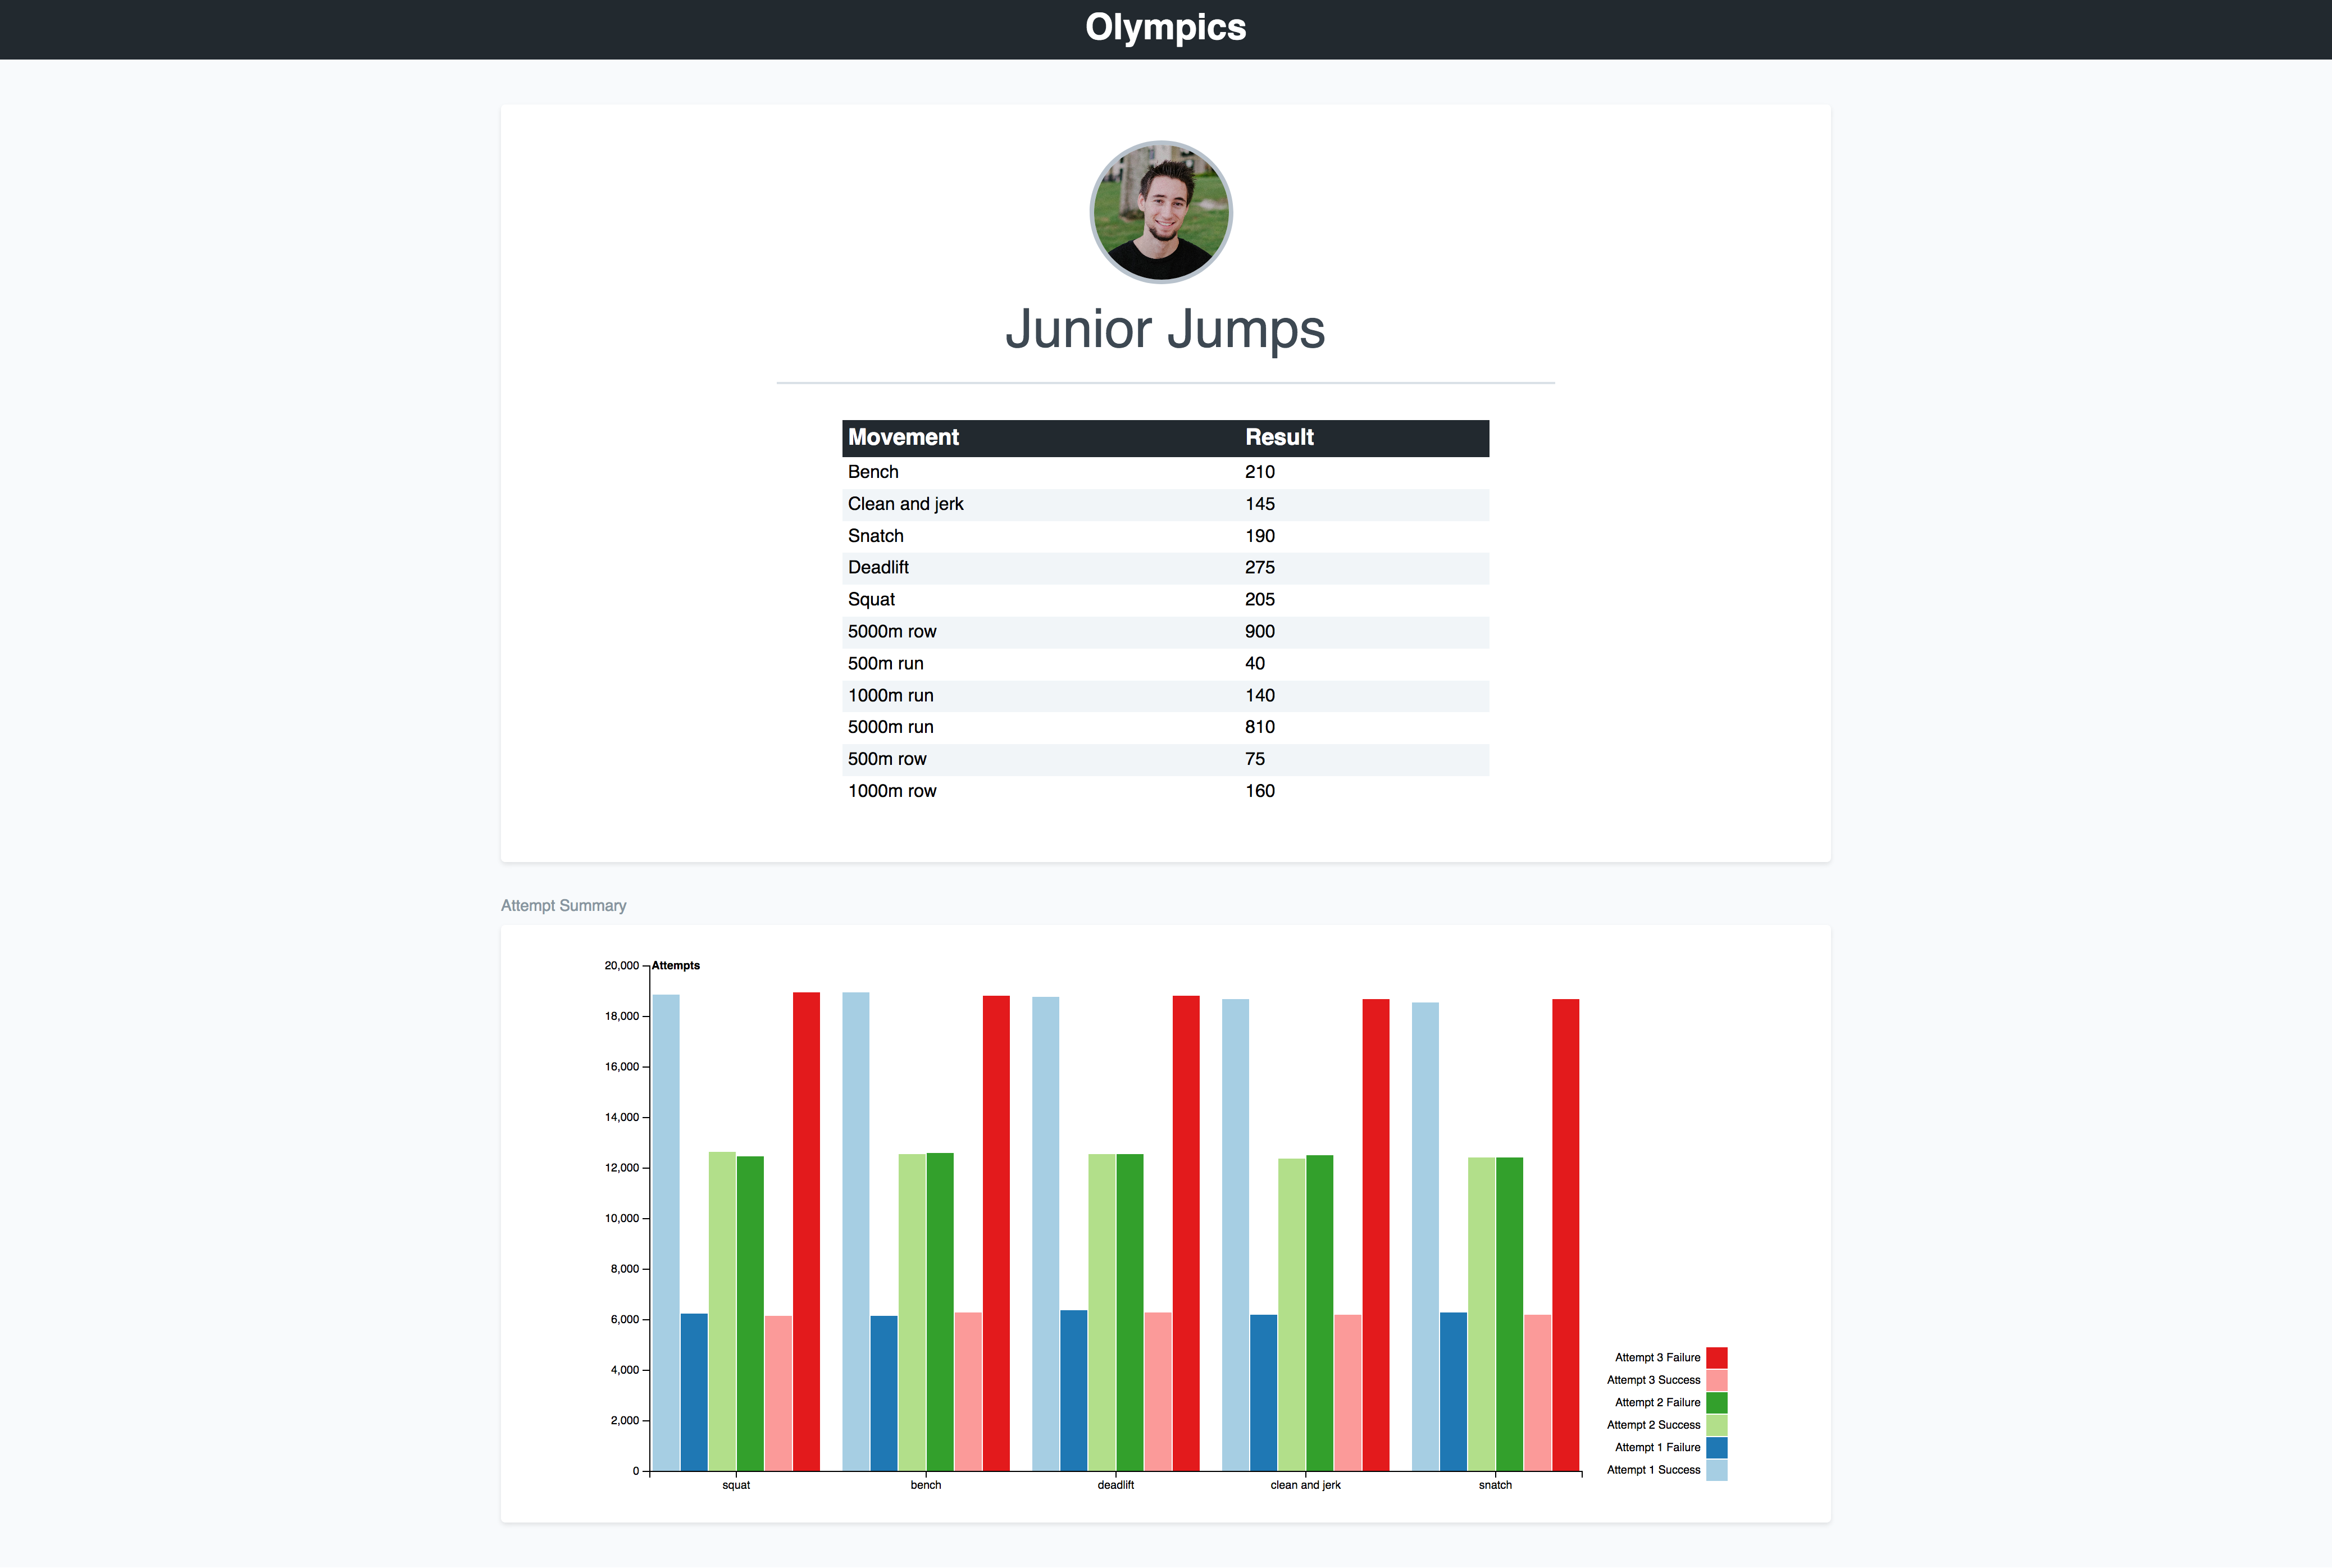 Olympics
Junior Jumps
Movement Result
Bench 210
Clean and jerk 145
Snatch 190
Deadlift 275
Squat 205
5000m row 900
500m run 40
1000m run 140
5000m run 810
500m row 75
1000m row 160
Attempt Summary
Attempts
20,000
18,000
16,000
14,000
12,000
10,000
8,000
6,000
4,000
2,000
0
squat bench deadlift clean and jerk snatch
Attempt 3 Failure
Attempt 3 Success
Attempt 2 Failure
Attempt 2 Success
Attempt 1 Failure
Attempt 1 Success